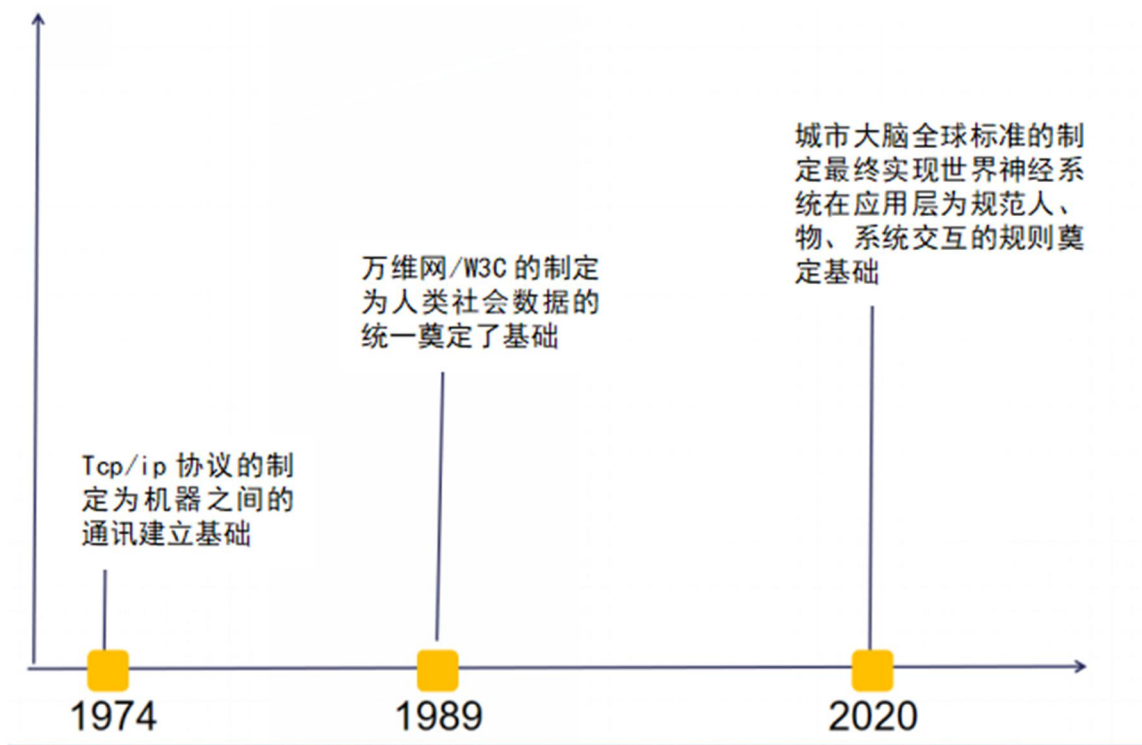 城市大脑全球标准的制
定最终实现世界神经系
统在应用层为规范人、
物、系统交互的规则奠
定基础
万维网/W3C 的制定
为人类社会数据的
统一奠定了基础
Tcp/ip 协议的制
定为机器之间的
通讯建立基础
1974
1989
2020